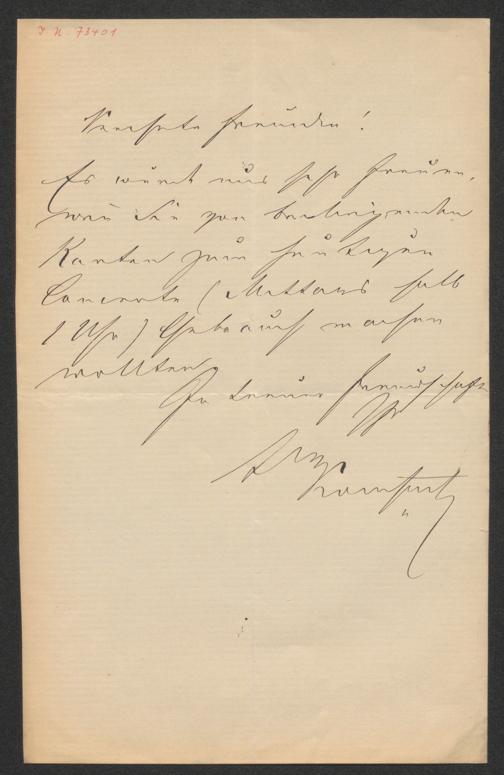 I. N. 73401
Verehrte Freundin!
Es würde mich sehr freuen,
wenn Sie von beiliegenden
Karten zum heutigen
Concerte (Mittags halb
1 Uhr) Gebrauch machen
wollten.
In treuer Freundschaft
Ihr